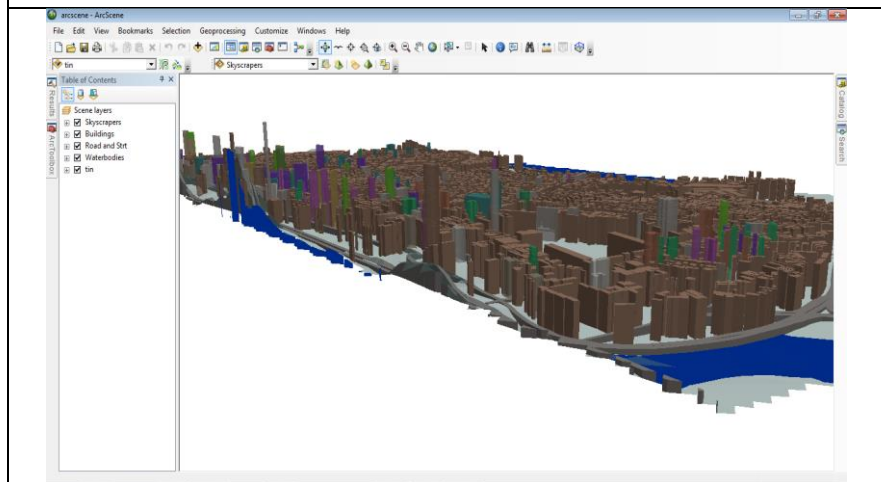 arcscene - ArcScene
File Edit View Bookmarks Selection Geoprocessing Customize Windows Help
tin Skyscrapers
Table of Contents
Scene layers
Skyscrapers
Buildings
Road and Strt
Waterbodies
tin
Results
ArcToolbox
Catalog
Search